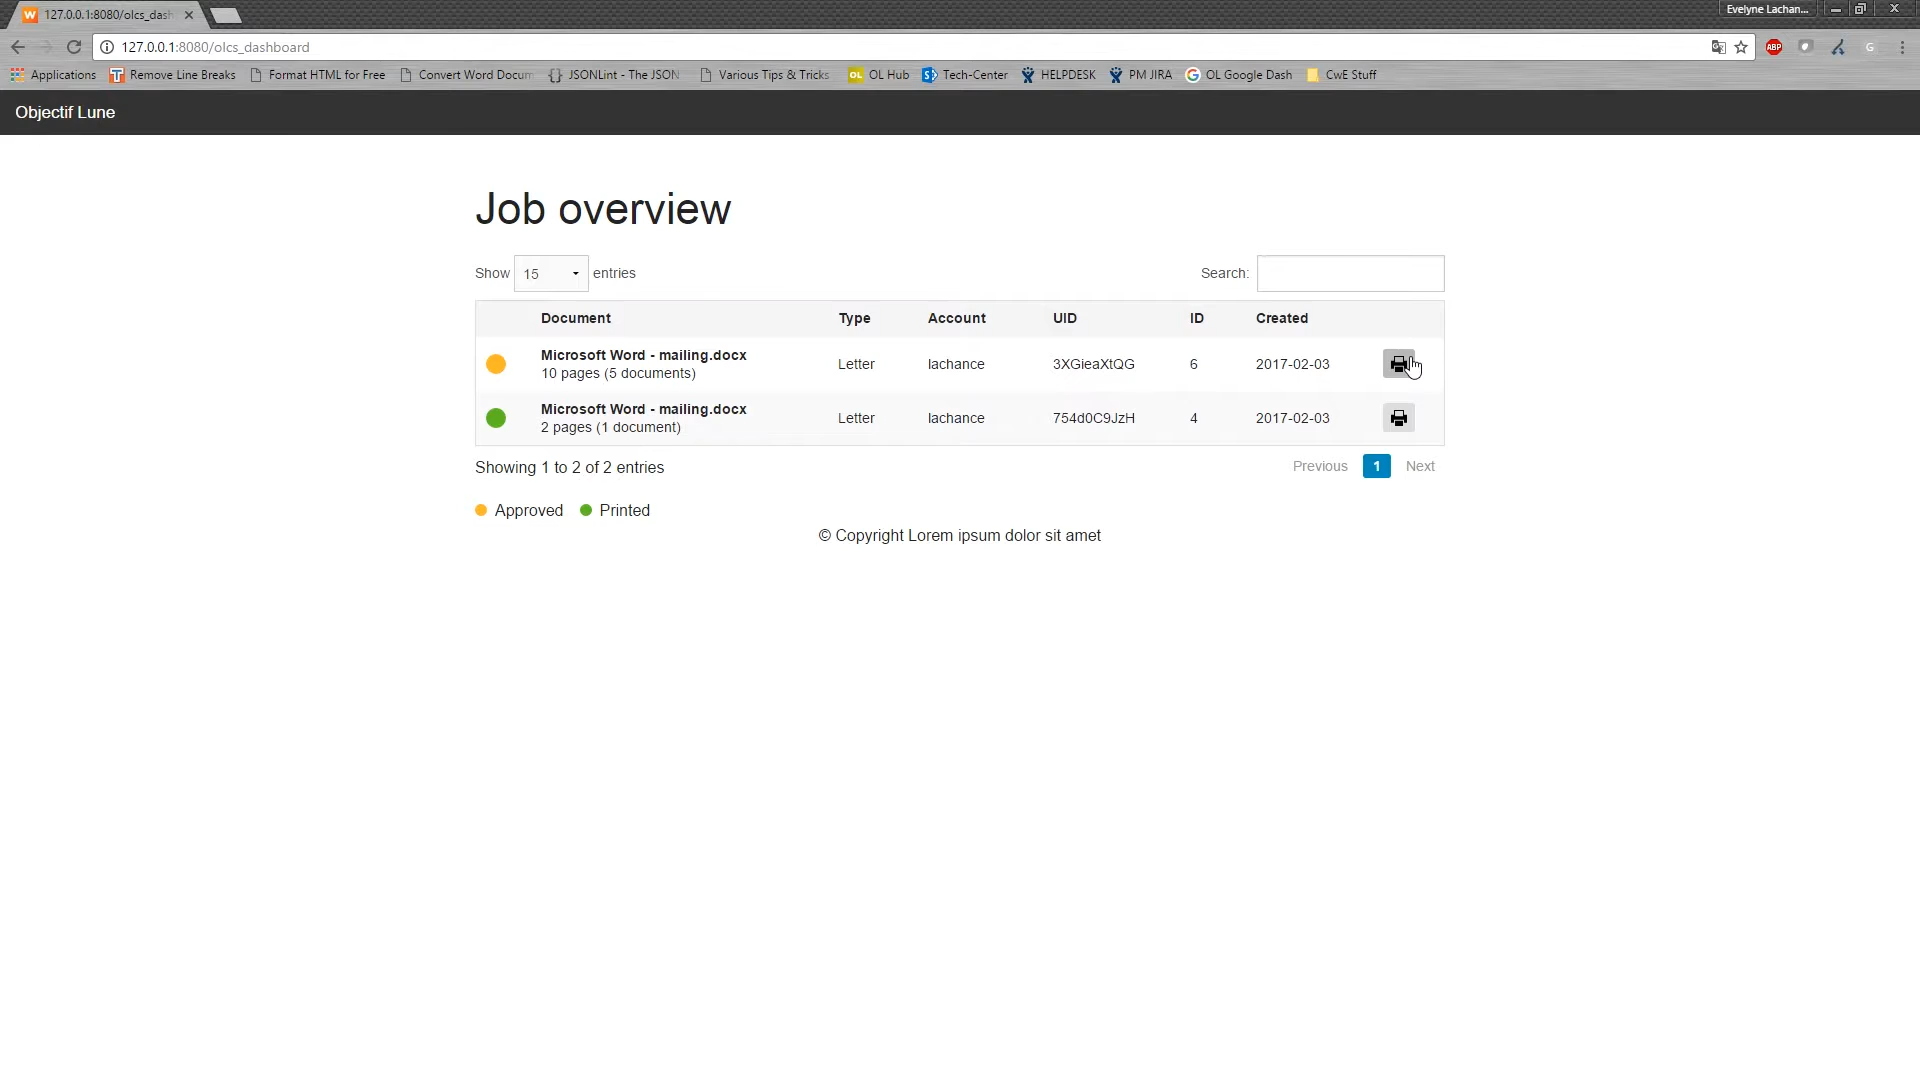 127.0.0.1:8080/olcs_dash
Evelyne Lachan...
127.0.0.1:8080/olcs_dashboard
ABP
G
Applications Remove Line Breaks Format HTML for Free Convert Word Docum JSONLint - The JSON Various Tips & Tricks OL OL Hub Tech-Center HELPDESK PM JIRA OL Google Dash CwE Stuff
Objectif Lune
Job overview
Show 15 entries Search:
Document Type Account UID ID Created
Microsoft Word - mailing.docx
10 pages (5 documents) Letter lachance 3XGieaXtQG 6 2017-02-03
Microsoft Word - mailing.docx
2 pages (1 document) Letter lachance 754d0C9JzH 4 2017-02-03
Showing 1 to 2 of 2 entries Previous 1 Next
Approved Printed
© Copyright Lorem ipsum dolor sit amet